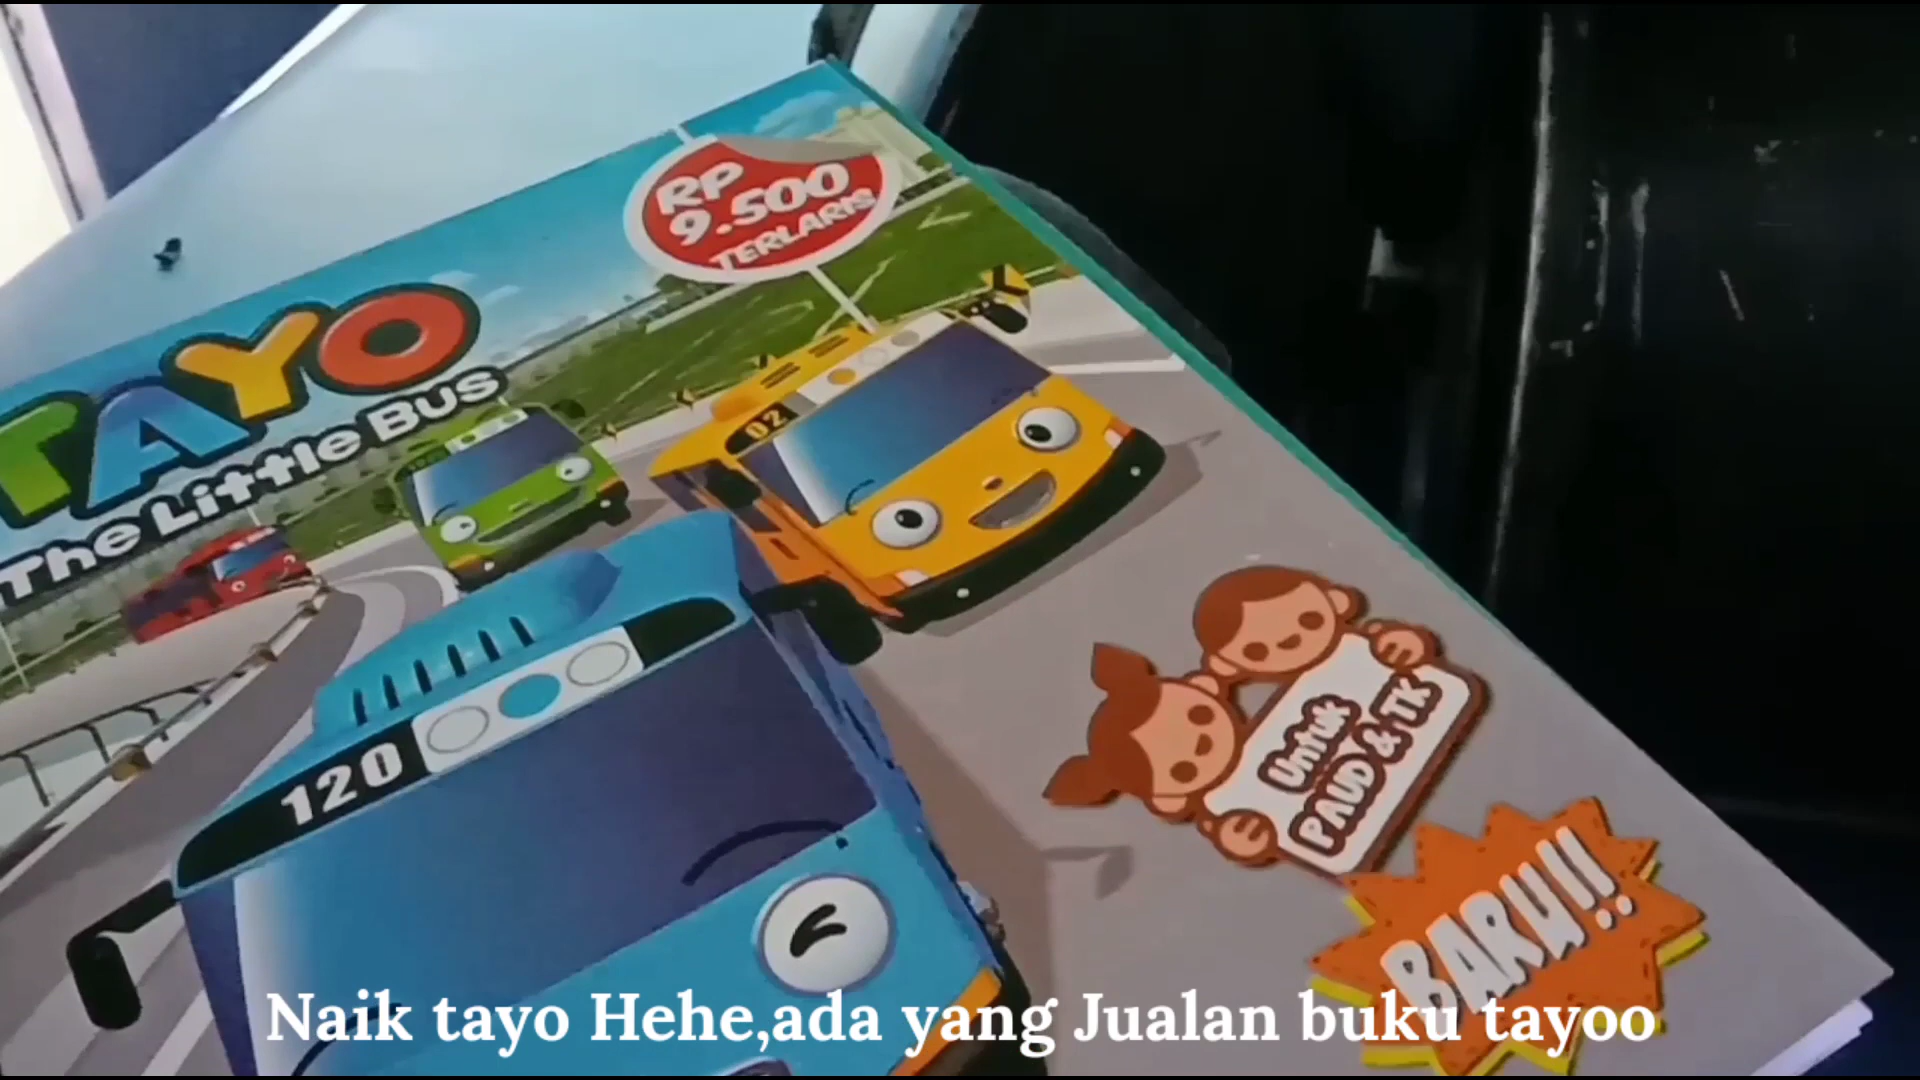 RP
9.500
TERLARIS
TAYO
The Little Bus
02
120
Untuk
PAUD & TK
BARU!!
Naik tayo Hehe,ada yang Jualan buku tayoo